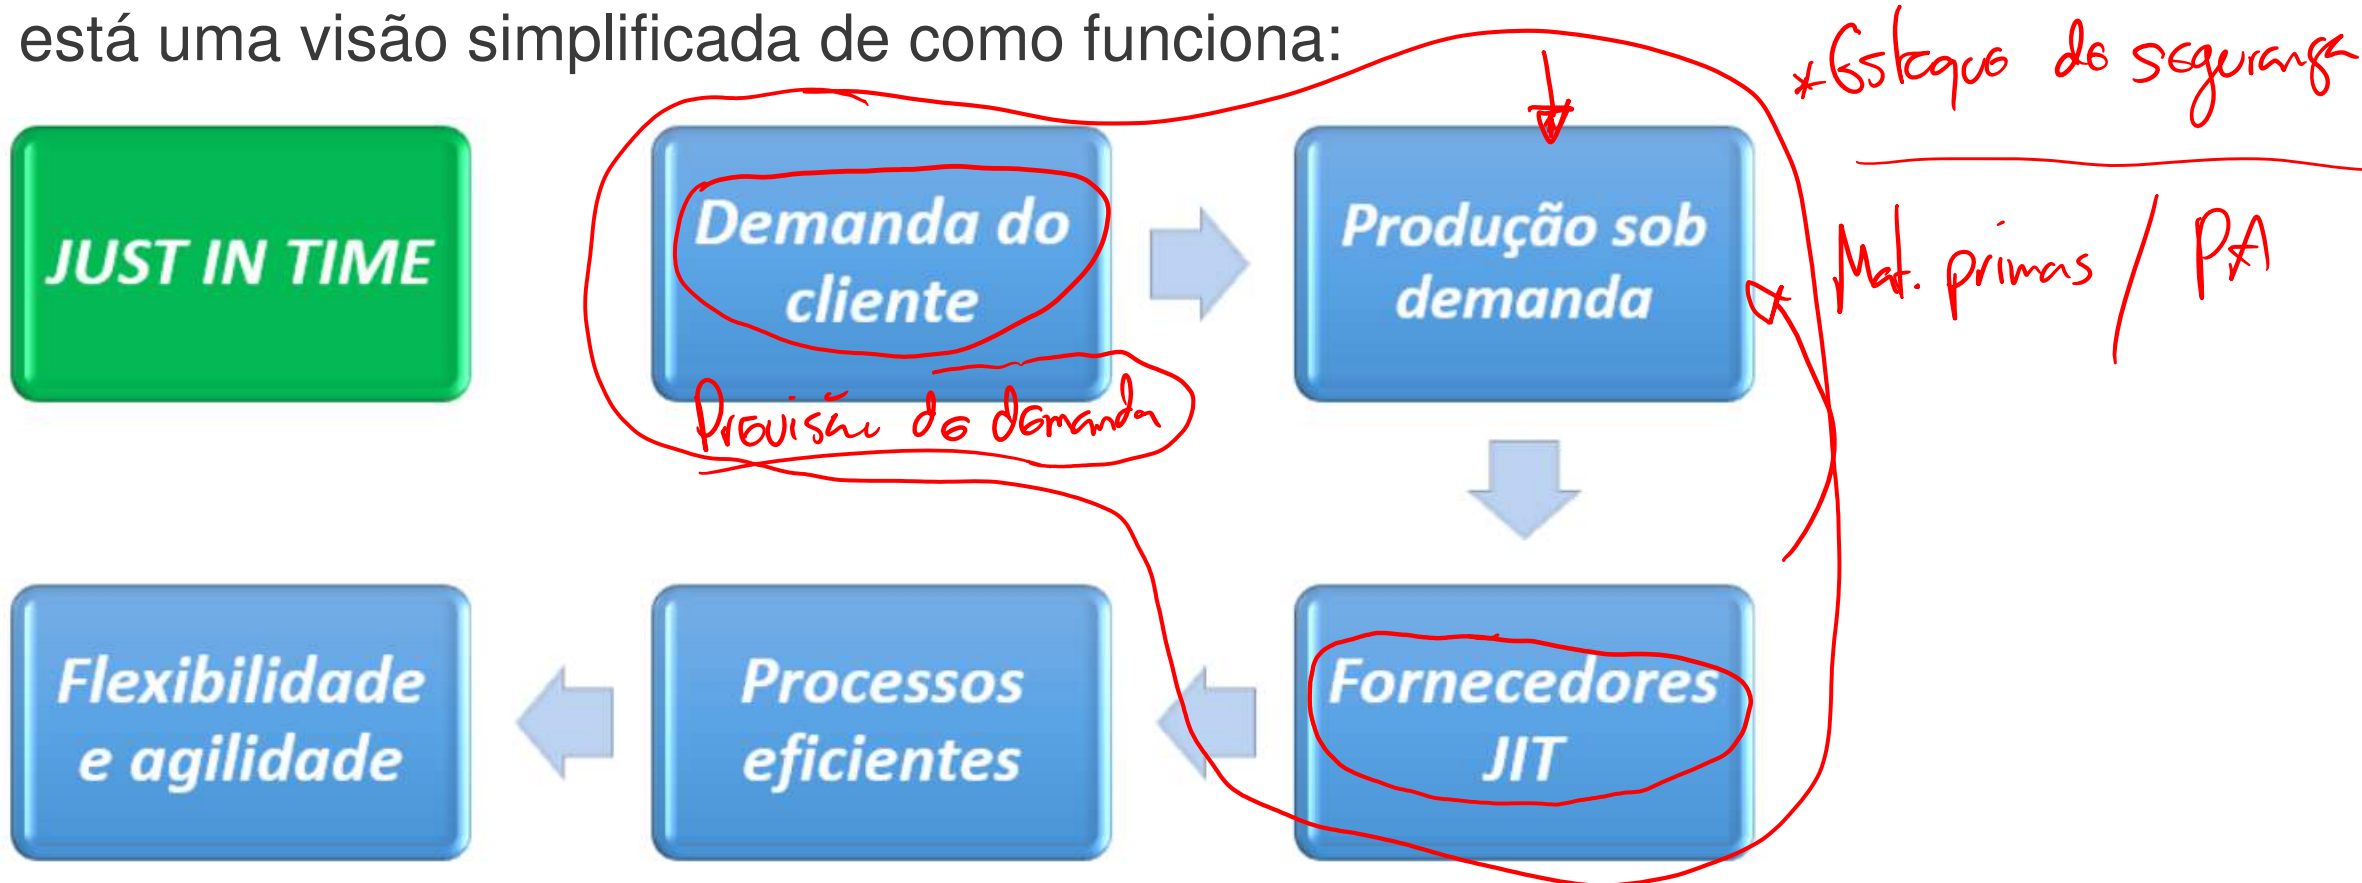 está uma visão simplificada de como funciona:
*Estoque de segurança
Mat. primas / PA
JUST IN TIME
Demanda do
cliente
Previsão de demanda
Produção sob
demanda
Fornecedores
JIT
Processos
eficientes
Flexibilidade
e agilidade